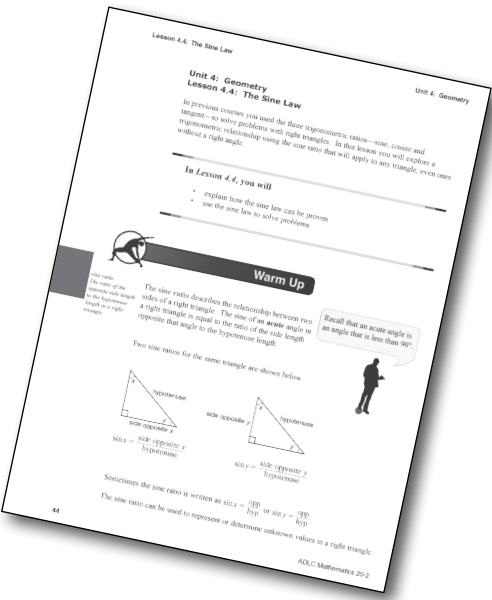 Lesson 4.4: The Sine Law
Unit 4: Geometry
Unit 4: Geometry
Lesson 4.4: The Sine Law
In previous courses you used the three trigonometric ratios—sine, cosine and
tangent—to solve problems with right triangles. In this lesson you will explore a
trigonometric relationship using the sine ratio that will apply to any triangle, even ones
without a right angle.
In Lesson 4.4, you will
• explain how the sine law can be proven
• use the sine law to solve problems
Warm Up
sine ratio
The ratio of the
opposite side length
to the hypotenuse
length in a right
triangle
The sine ratio describes the relationship between two
sides of a right triangle. The sine of an acute angle in
a right triangle is equal to the ratio of the side length
opposite that angle to the hypotenuse length.
Recall that an acute angle is
an angle that is less than 90°.
Two sine ratios for the same triangle are shown below.
x
hypotenuse
y
side opposite x
sin x = side opposite x / hypotenuse
side opposite y
x
hypotenuse
y
sin y = side opposite y / hypotenuse
Sometimes the sine ratio is written as sin x = opp / hyp or sin y = opp / hyp
The sine ratio can be used to represent or determine unknown values in a right triangle.
44
ADLC Mathematics 20-2